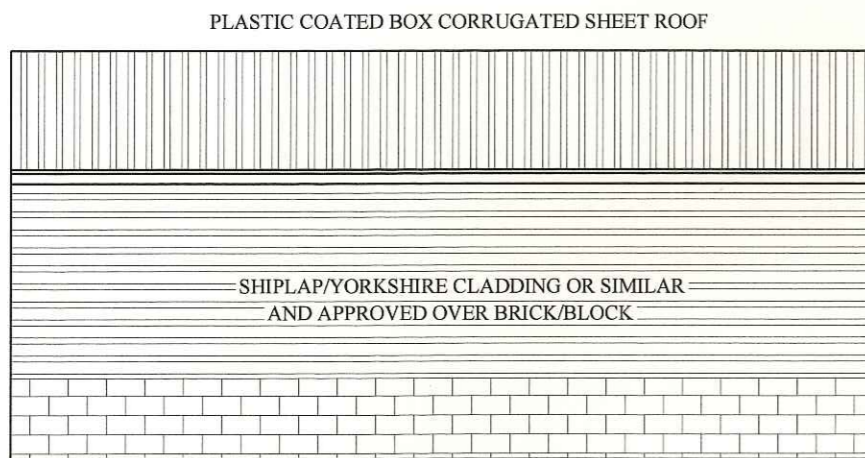 PLASTIC COATED BOX CORRUGATED SHEET ROOF
SHIPLAP/YORKSHIRE CLADDING OR SIMILAR
AND APPROVED OVER BRICK/BLOCK